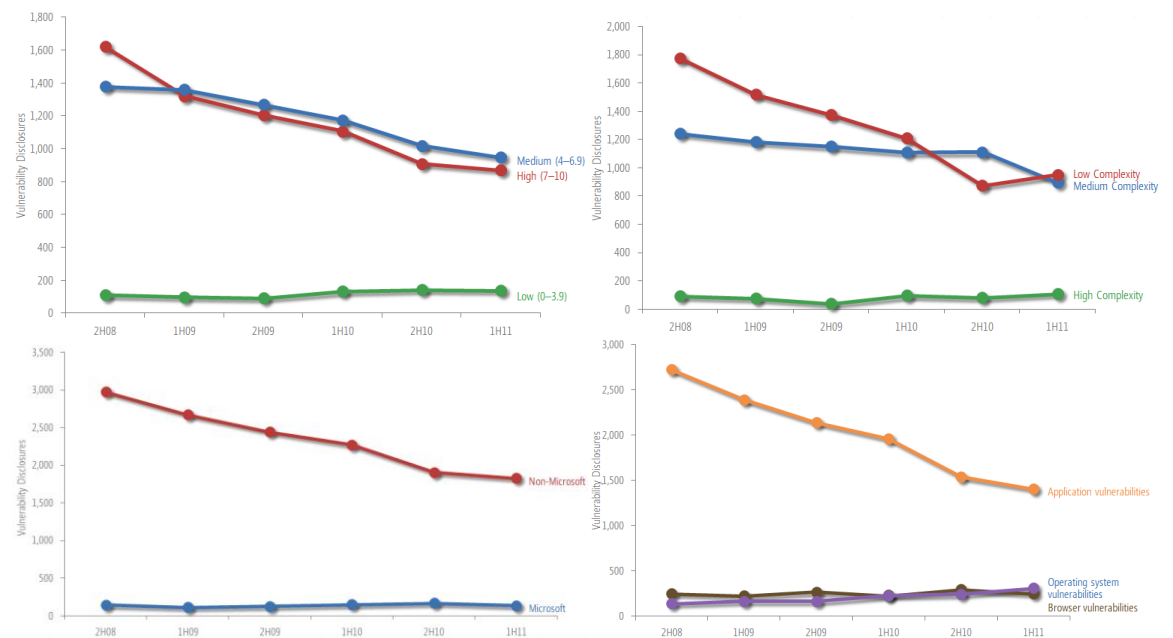 1,800
1,600
1,400
1,200
1,000
800
600
400
200
0
Vulnerability Disclosures
Medium (4–6.9)
High (7–10)
Low (0–3.9)
2H08 1H09 2H09 1H10 2H10 1H11
2,000
1,800
1,600
1,400
1,200
1,000
800
600
400
200
0
Vulnerability Disclosures
Low Complexity
Medium Complexity
High Complexity
2H08 1H09 2H09 1H10 2H10 1H11
3,500
3,000
2,500
2,000
1,500
1,000
500
0
Vulnerability Disclosures
Non-Microsoft
Microsoft
2H08 1H09 2H09 1H10 2H10 1H11
3,000
2,500
2,000
1,500
1,000
500
0
Vulnerability Disclosures
Application vulnerabilities
Operating system
vulnerabilities
Browser vulnerabilities
2H08 1H09 2H09 1H10 2H10 1H11